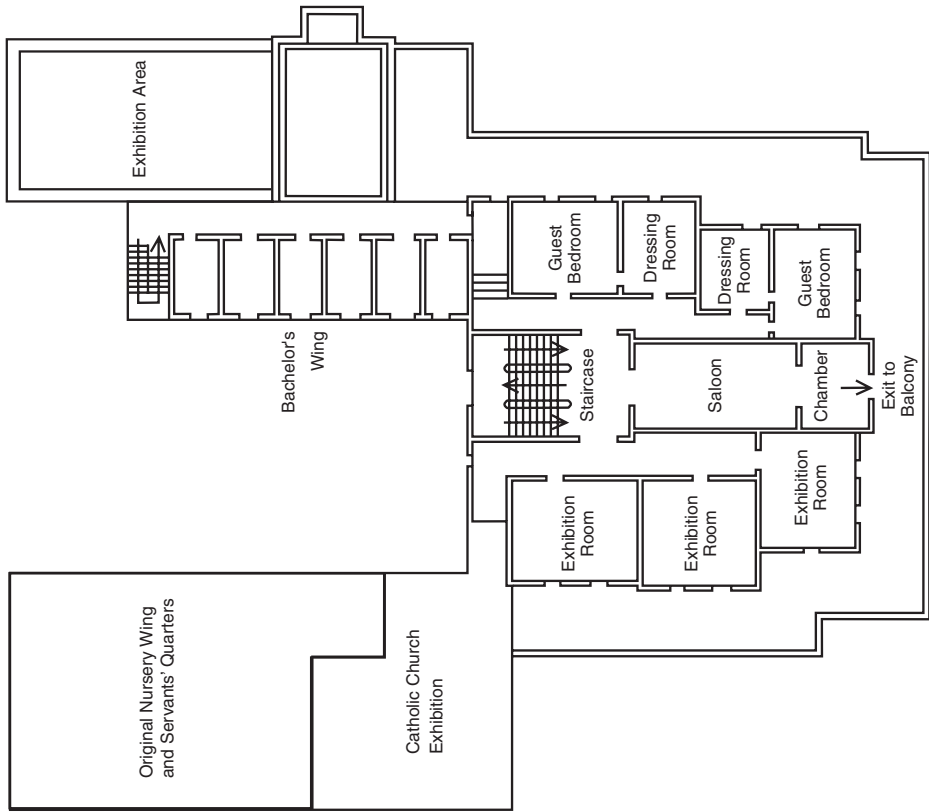 Exhibition Area
Guest
Bedroom
Dressing
Room
Dressing
Room
Guest
Bedroom
Bachelor's
Wing
Staircase
Saloon
Chamber
Exit to
Balcony
Exhibition
Room
Exhibition
Room
Exhibition
Room
Original Nursery Wing
and Servants’ Quarters
Catholic Church
Exhibition